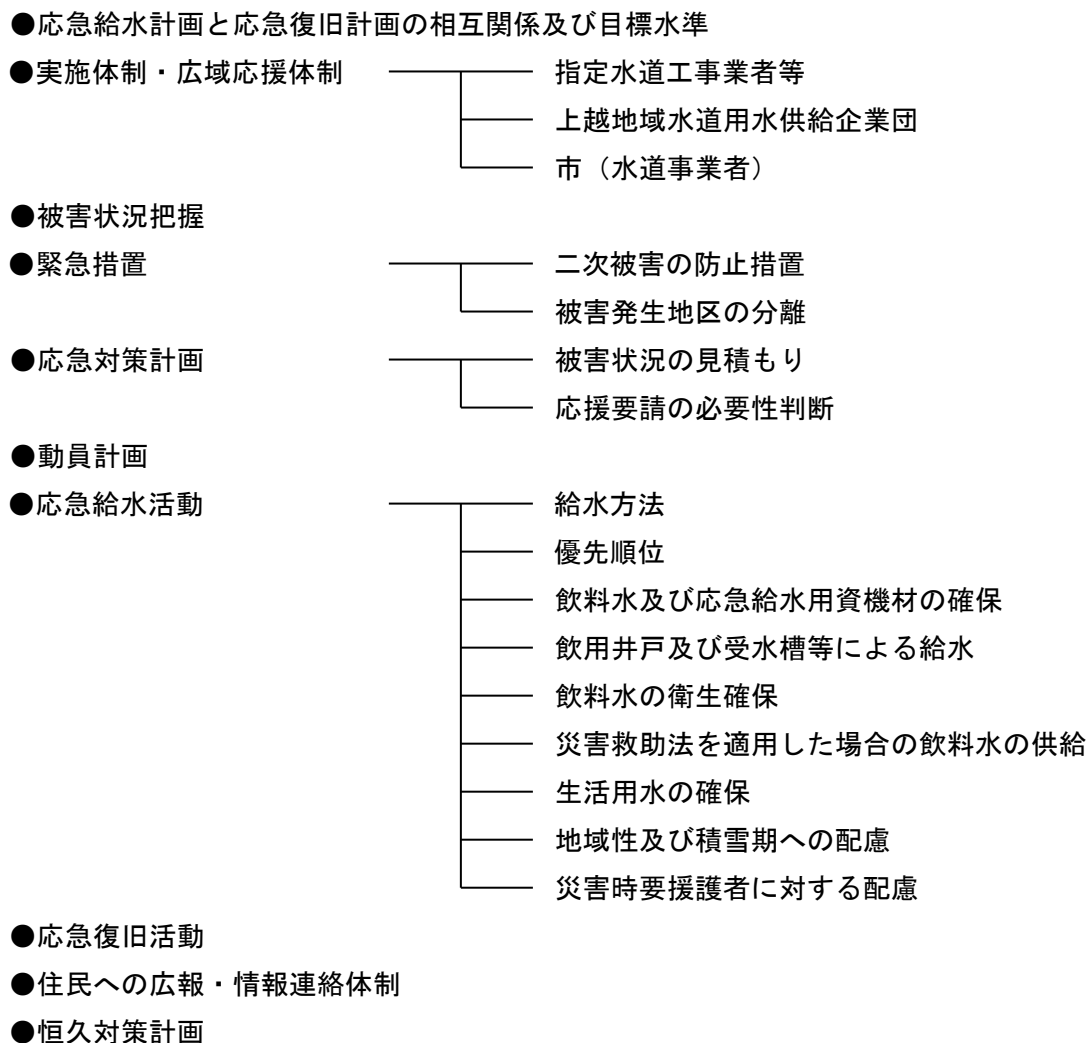 ●応急給水計画と応急復旧計画の相互関係及び目標水準
●実施体制・広域応援体制 指定水道工事業者等
上越地域水道用水供給企業団
市（水道事業者）
●被害状況把握
●緊急措置 二次被害の防止措置
被害発生地区の分離
●応急対策計画 被害状況の見積もり
応援要請の必要性判断
●動員計画
●応急給水活動 給水方法
優先順位
飲料水及び応急給水用資機材の確保
飲用井戸及び受水槽等による給水
飲料水の衛生確保
災害救助法を適用した場合の飲料水の供給
生活用水の確保
地域性及び積雪期への配慮
災害時要援護者に対する配慮
●応急復旧活動
●住民への広報・情報連絡体制
●恒久対策計画